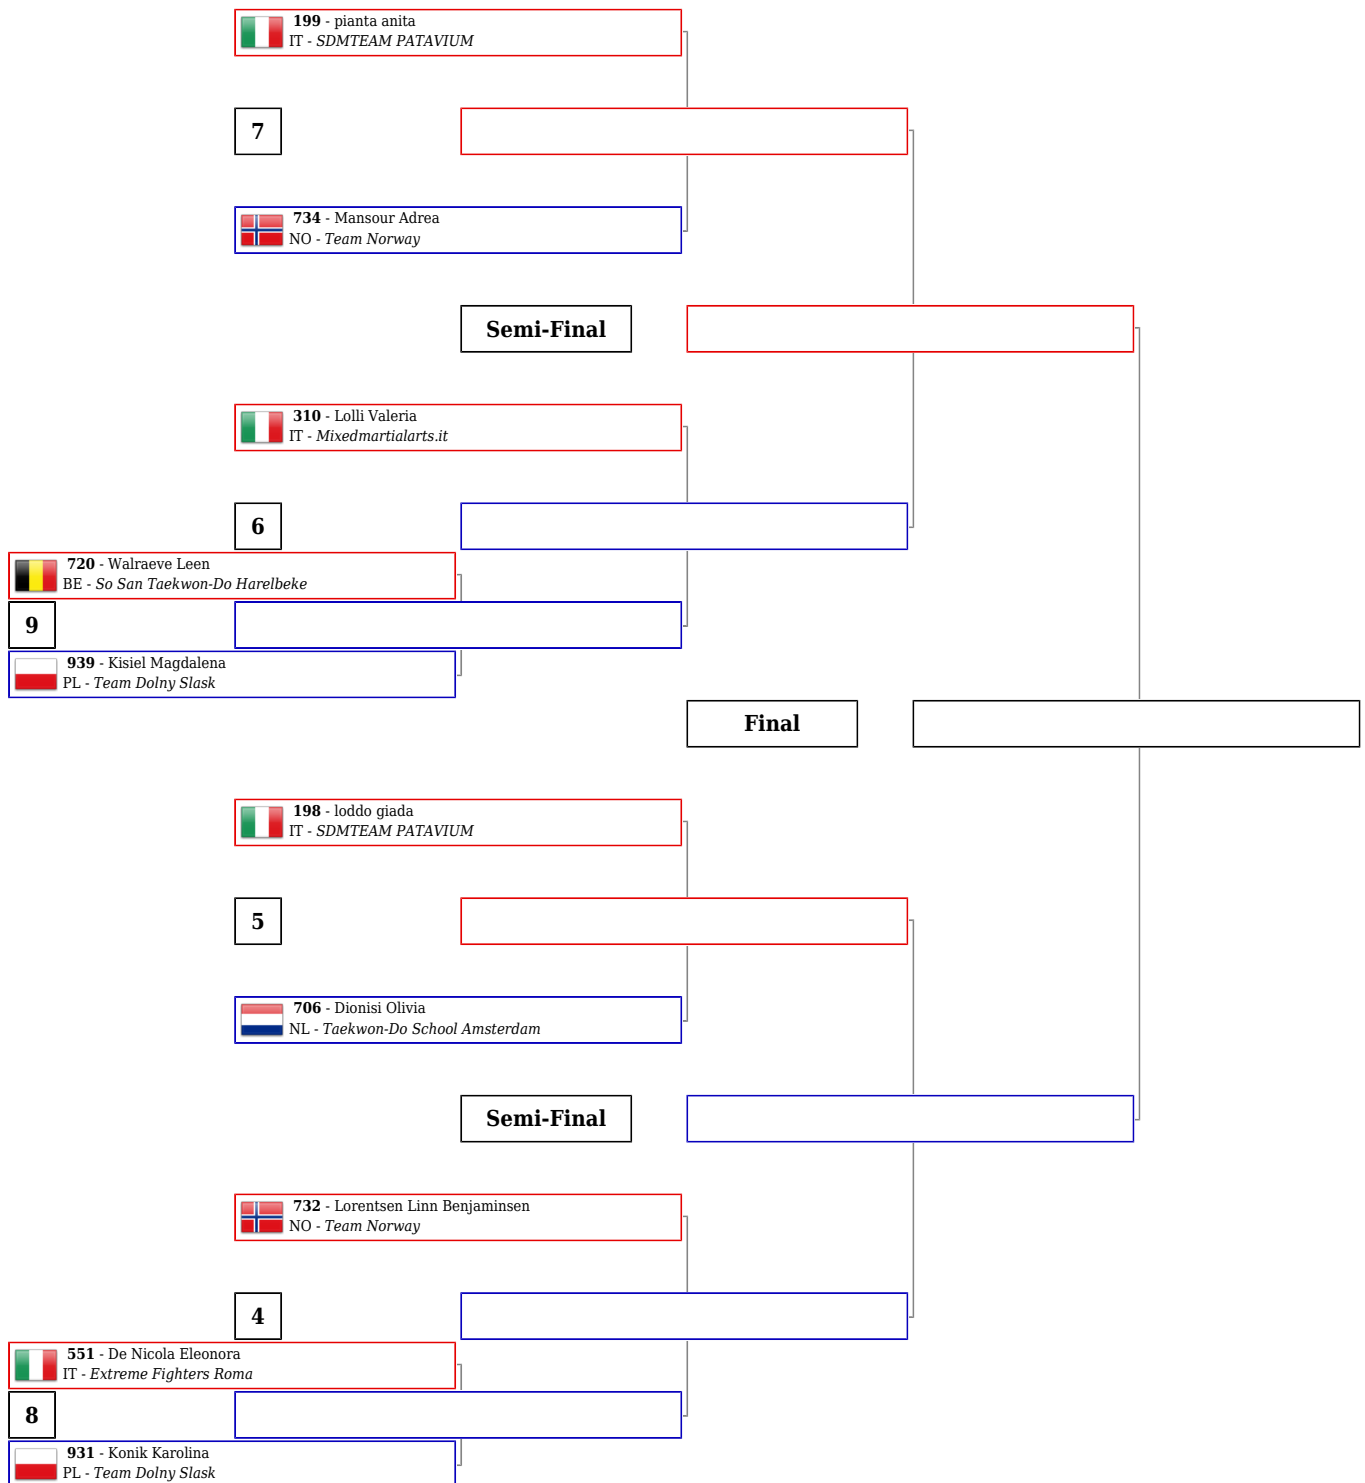 199 - pianta anita
IT - SDMTEAM PATAVIUM
7
734 - Mansour Adrea
NO - Team Norway
Semi-Final
310 - Lolli Valeria
IT - Mixedmartialarts.it
6
720 - Walraeve Leen
BE - So San Taekwon-Do Harelbeke
9
939 - Kisiel Magdalena
PL - Team Dolny Slask
Final
198 - loddo giada
IT - SDMTEAM PATAVIUM
5
706 - Dionisi Olivia
NL - Taekwon-Do School Amsterdam
Semi-Final
732 - Lorentsen Linn Benjaminsen
NO - Team Norway
4
551 - De Nicola Eleonora
IT - Extreme Fighters Roma
8
931 - Konik Karolina
PL - Team Dolny Slask